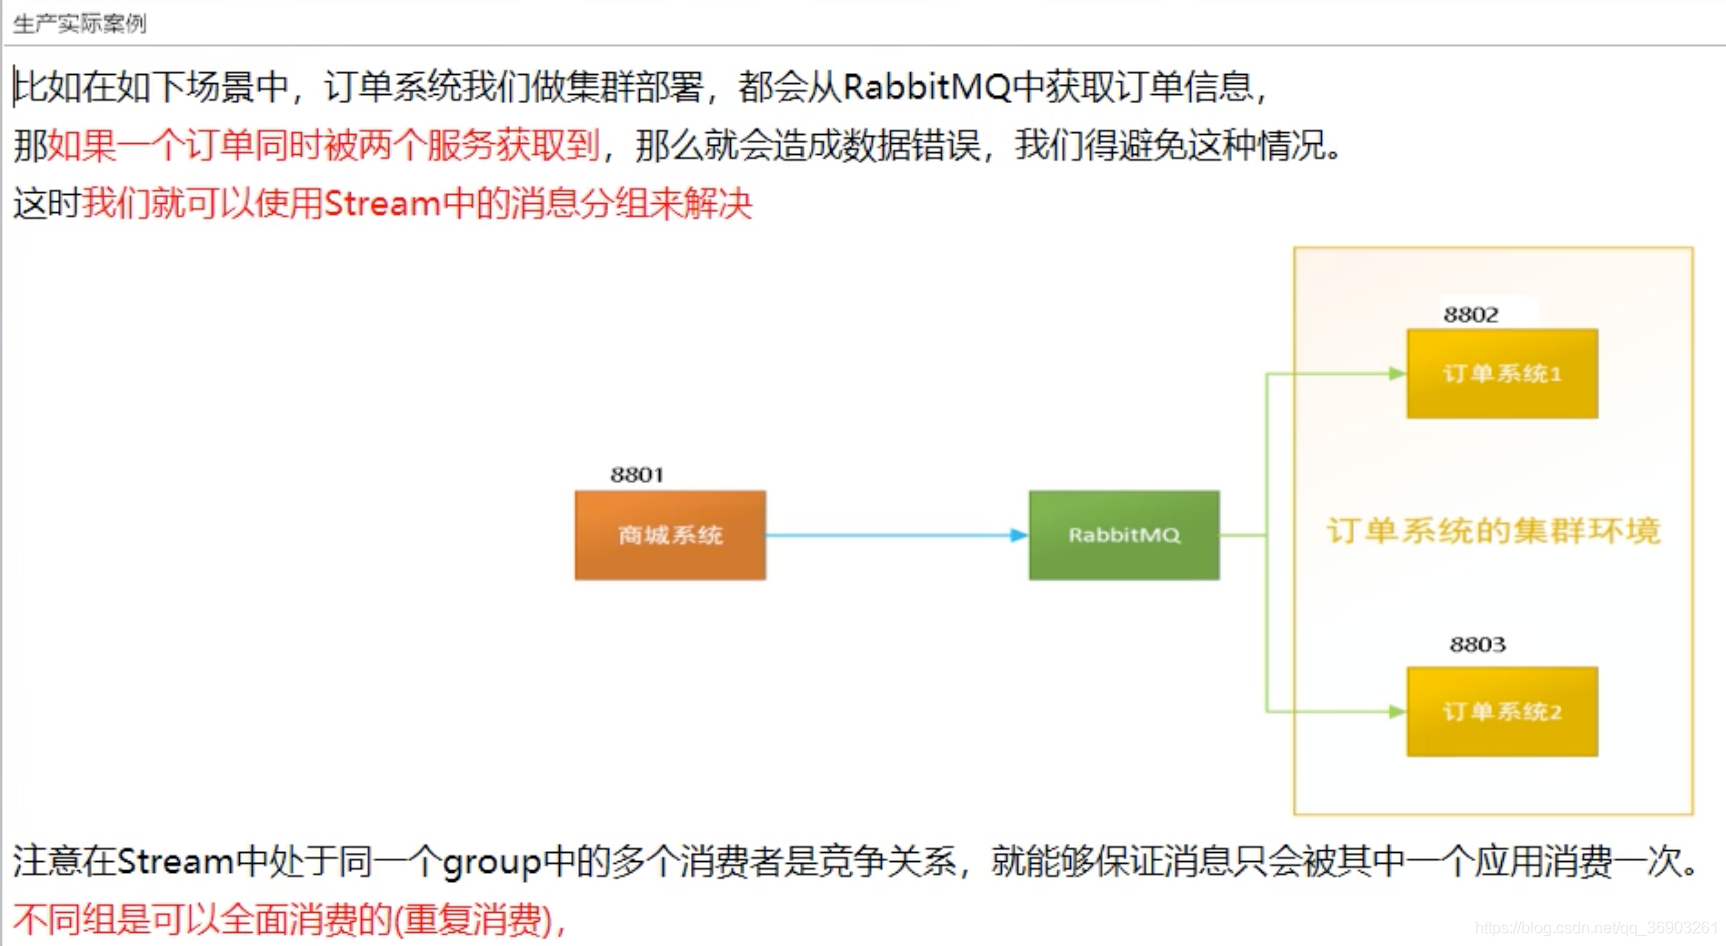 生产实际案例
比如在如下场景中，订单系统我们做集群部署，都会从RabbitMQ中获取订单信息，
那如果一个订单同时被两个服务获取到，那么就会造成数据错误，我们得避免这种情况。
这时我们就可以使用Stream中的消息分组来解决
8802
订单系统1
8801
商城系统
RabbitMQ
订单系统的集群环境
8803
订单系统2
注意在Stream中处于同一个group中的多个消费者是竞争关系，就能够保证消息只会被其中一个应用消费一次。
不同组是可以全面消费的(重复消费)，
https://blog.csdn.net/qq_36903261